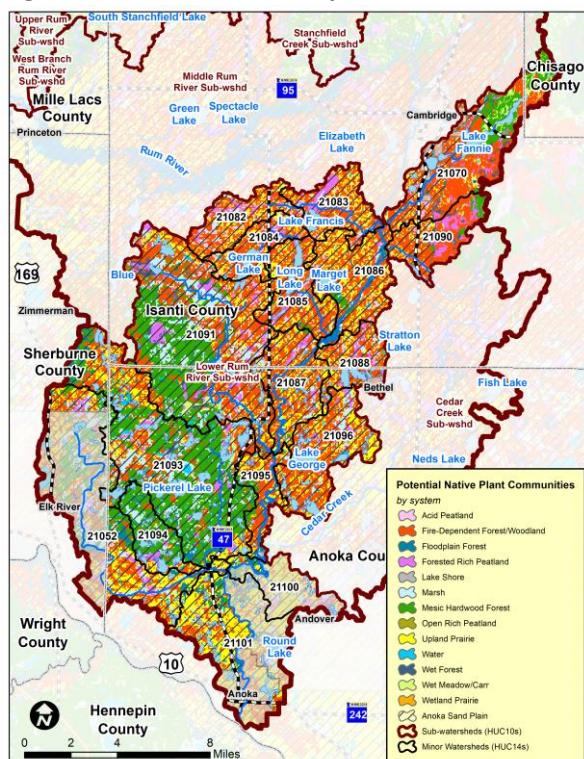 Upper Rum
River
Sub-wshd
South Stanchfield Lake
Stanchfield
Creek Sub-wshd
West Branch
Rum River
Sub-wshd
Mille Lacs
County
Middle Rum
River Sub-wshd
95
Chisago
County
Green
Lake
Spectacle
Lake
Princeton
Cambridge
Lake
Fannie
Elizabeth
Lake
Rum River
21070
21082
21083
Lake Francis
21084
21090
German
Lake
Long
Lake
Marget
Lake
21086
169
Blue
21085
Isanti County
21091
Zimmerman
Stratton
Lake
Sherburne
County
Lower Rum
River Sub-wshd
21088
21087
Bethel
Fish Lake
Cedar
Creek
Sub-wshd
21096
Lake
George
Neds Lake
21093
21095
Pickerel Lake
Elk River
Cedar Creek
21052
21094
47
Anoka Cou
21100
Andover
Wright
County
10
21101
Round
Lake
Anoka
Hennepin
County
242
N
0 2 4 8
Miles
Potential Native Plant Communities
by system
Acid Peatland
Fire-Dependent Forest/Woodland
Floodplain Forest
Forested Rich Peatland
Lake Shore
Marsh
Mesic Hardwood Forest
Open Rich Peatland
Upland Prairie
Water
Wet Forest
Wet Meadow/Carr
Wetland Prairie
Anoka Sand Plain
Sub-watersheds (HUC10s)
Minor Watersheds (HUC14s)